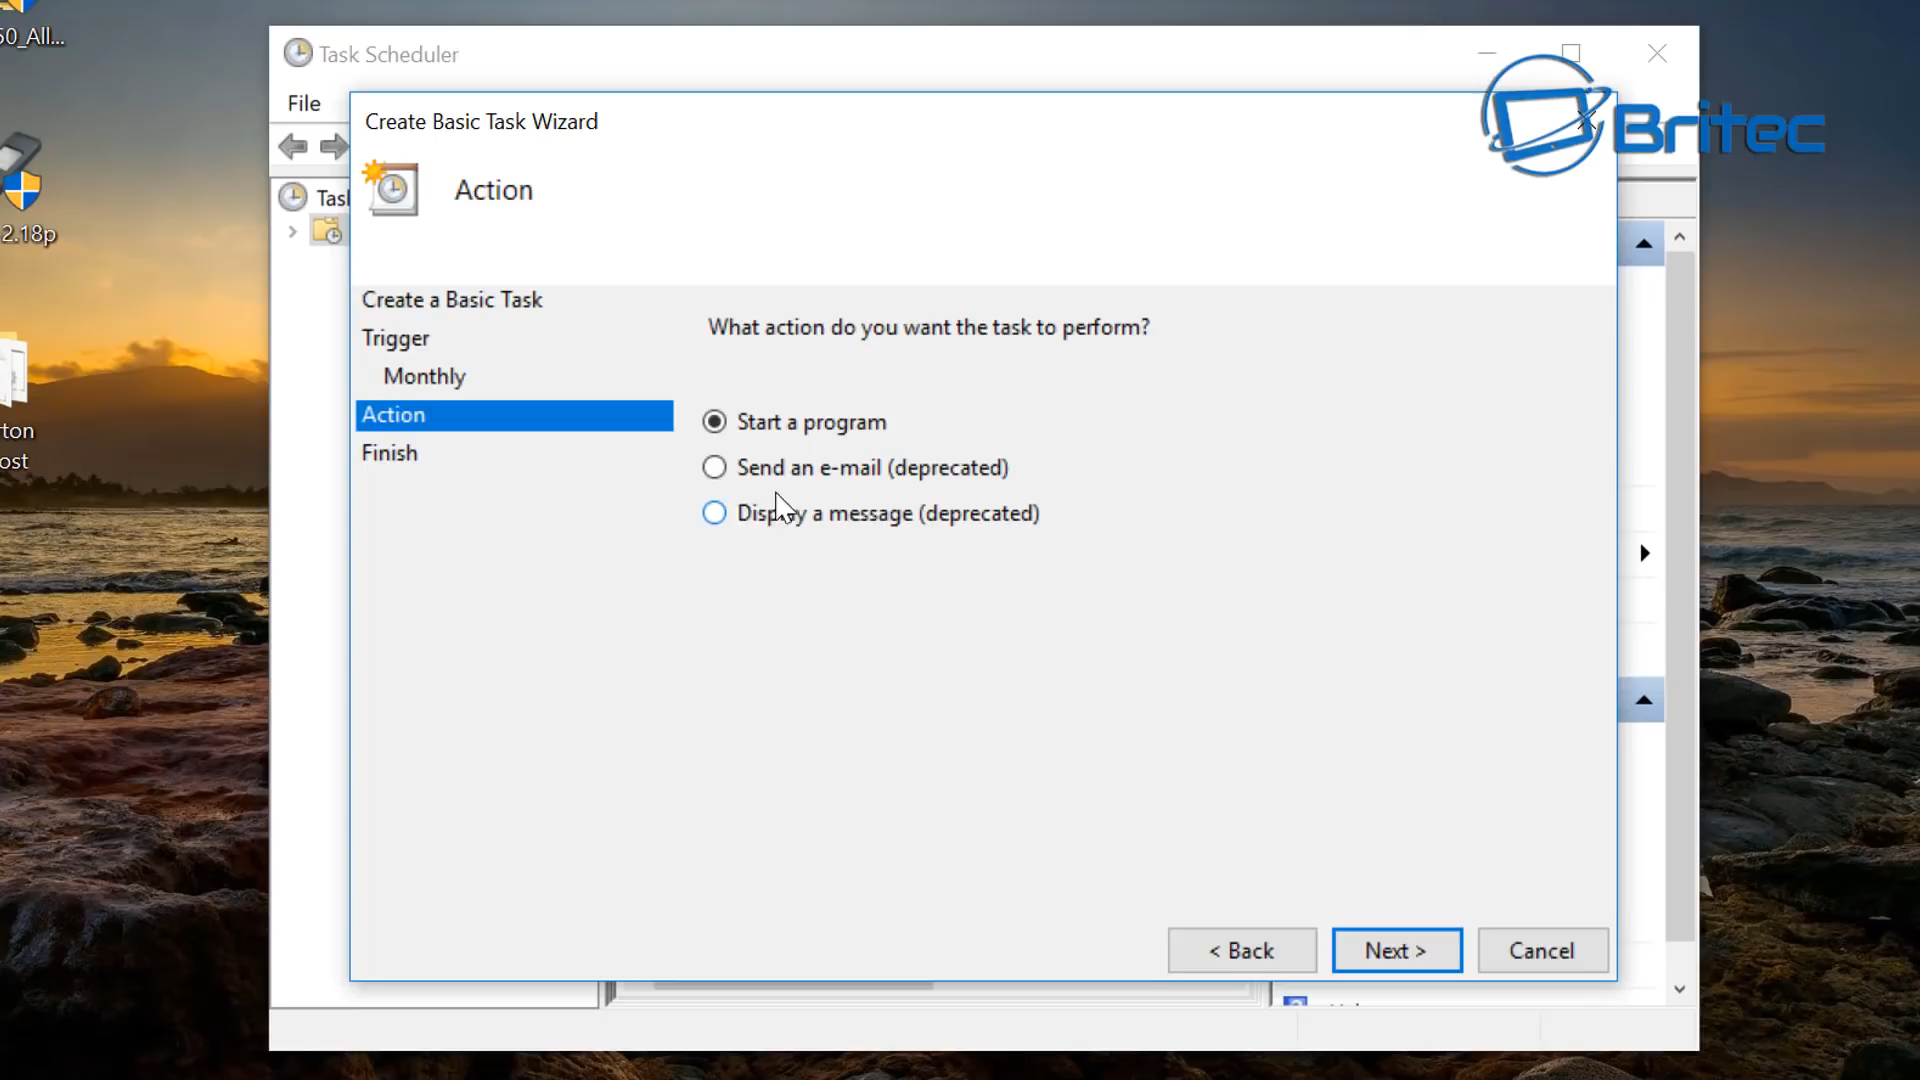 50_All...
Task Scheduler
Britec
File
Create Basic Task Wizard
Action
Task
2.18p
Create a Basic Task
What action do you want the task to perform?
Trigger
Monthly
Action
Start a program
ton
Finish
ost
Send an e-mail (deprecated)
Display a message (deprecated)
< Back
Next >
Cancel